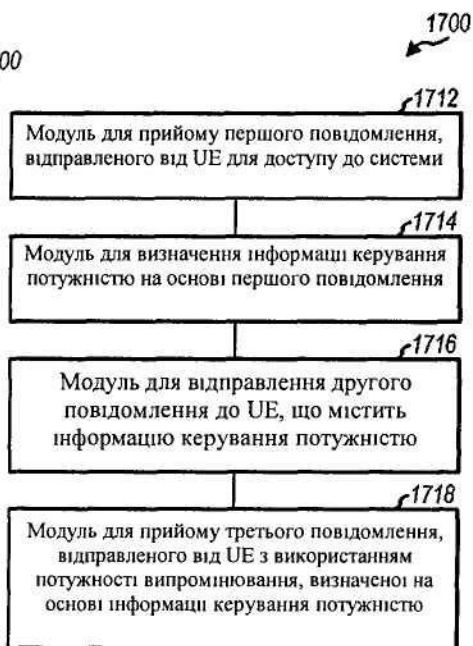 1700
00
1712
Модуль для прийому першого повідомлення,
відправленого від UE для доступу до системи
1714
Модуль для визначення інформації керування
потужністю на основі першого повідомлення
1716
Модуль для відправлення другого
повідомлення до UE, що містить
інформацію керування потужністю
1718
Модуль для прийому третього повідомлення,
відправленого від UE з використанням
потужності випромінювання, визначеної на
основі інформації керування потужністю